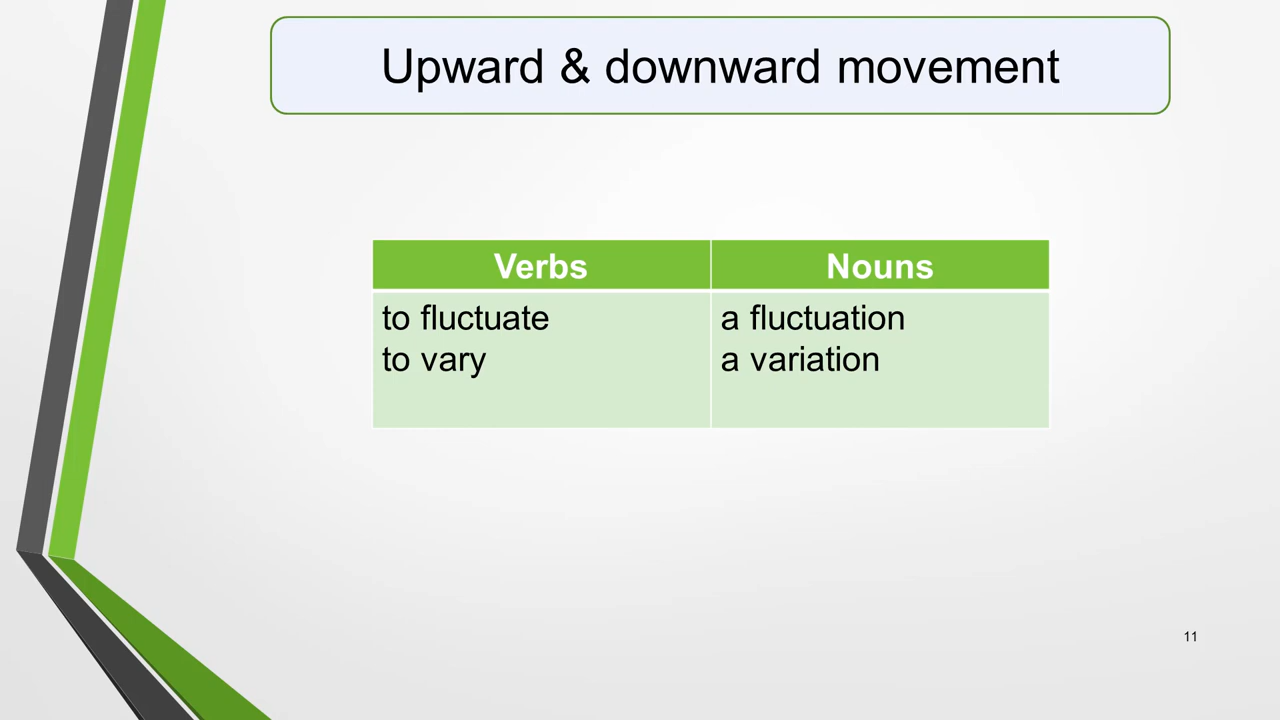 Upward & downward movement
Verbs
Nouns
to fluctuate
to vary
a fluctuation
a variation
11